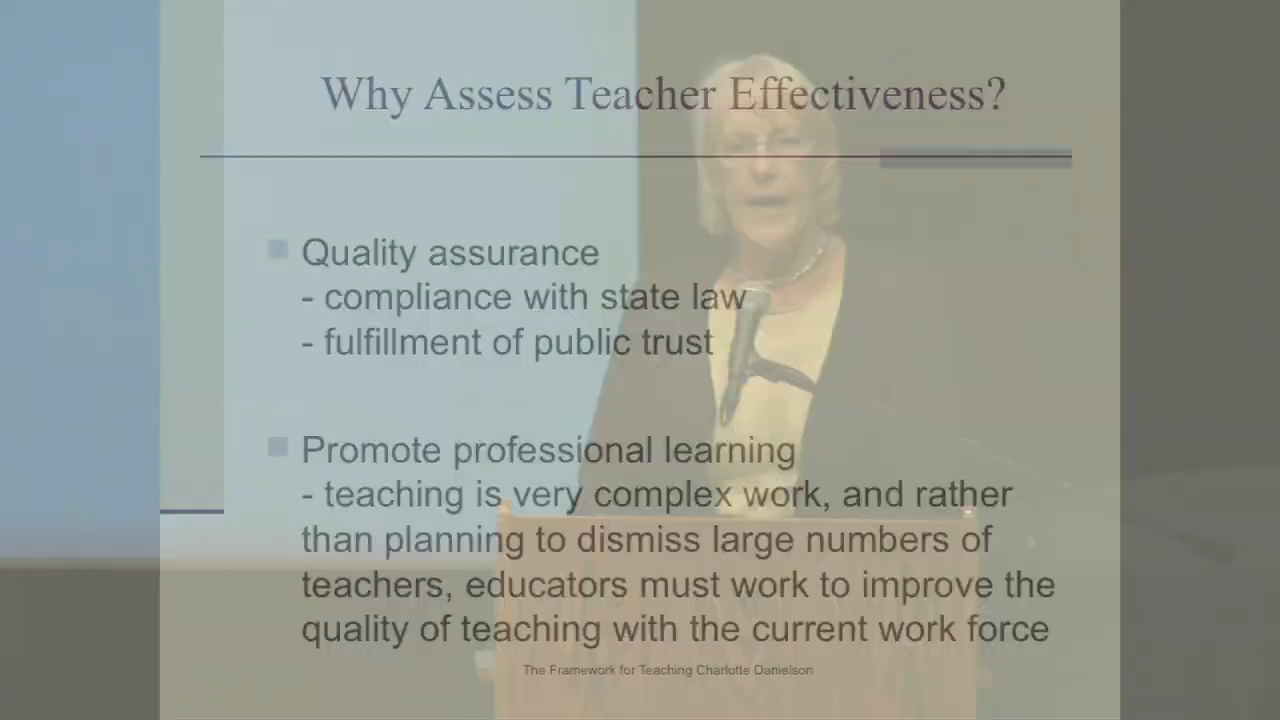 Why Assess Teacher Effectiveness?
Quality assurance
- compliance with state law
- fulfillment of public trust
Promote professional learning
- teaching is very complex work, and rather
than planning to dismiss large numbers of
teachers, educators must work to improve the
quality of teaching with the current work force
The Framework for Teaching Charlotte Danielson